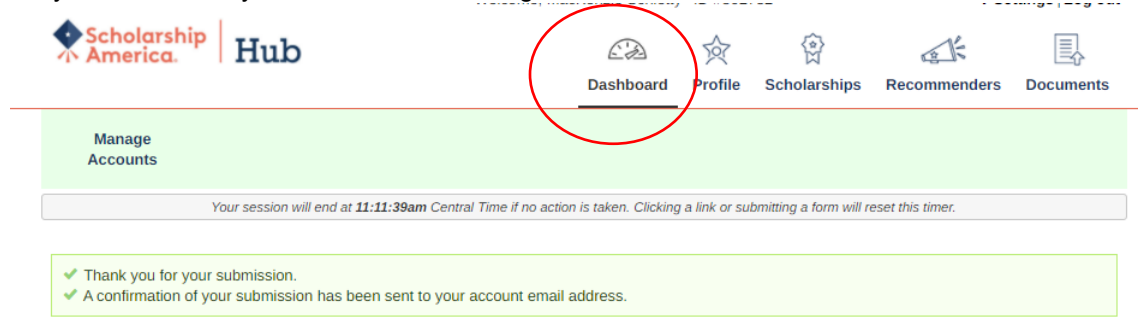 Scholarship
America.
Hub
Dashboard
Profile
Scholarships
Recommenders
Documents
Manage
Accounts
Your session will end at 11:11:39am Central Time if no action is taken. Clicking a link or submitting a form will reset this timer.
Thank you for your submission.
A confirmation of your submission has been sent to your account email address.